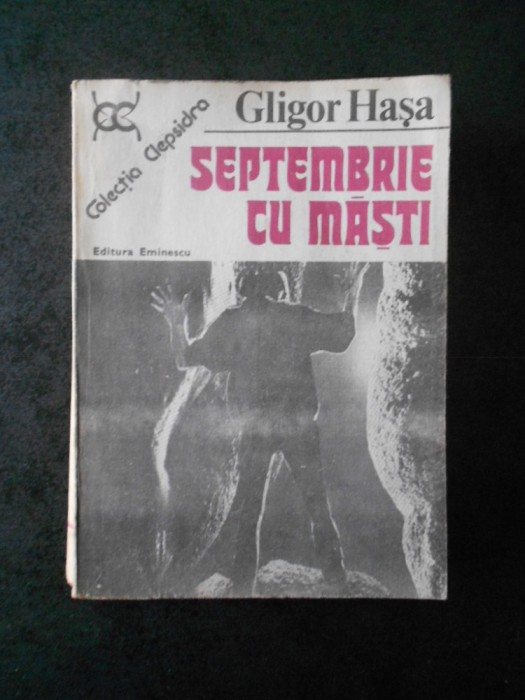 Colecția Clepsidra
Gligor Hașa
SEPTEMBRIE
CU MĂȘTI
Editura Eminescu